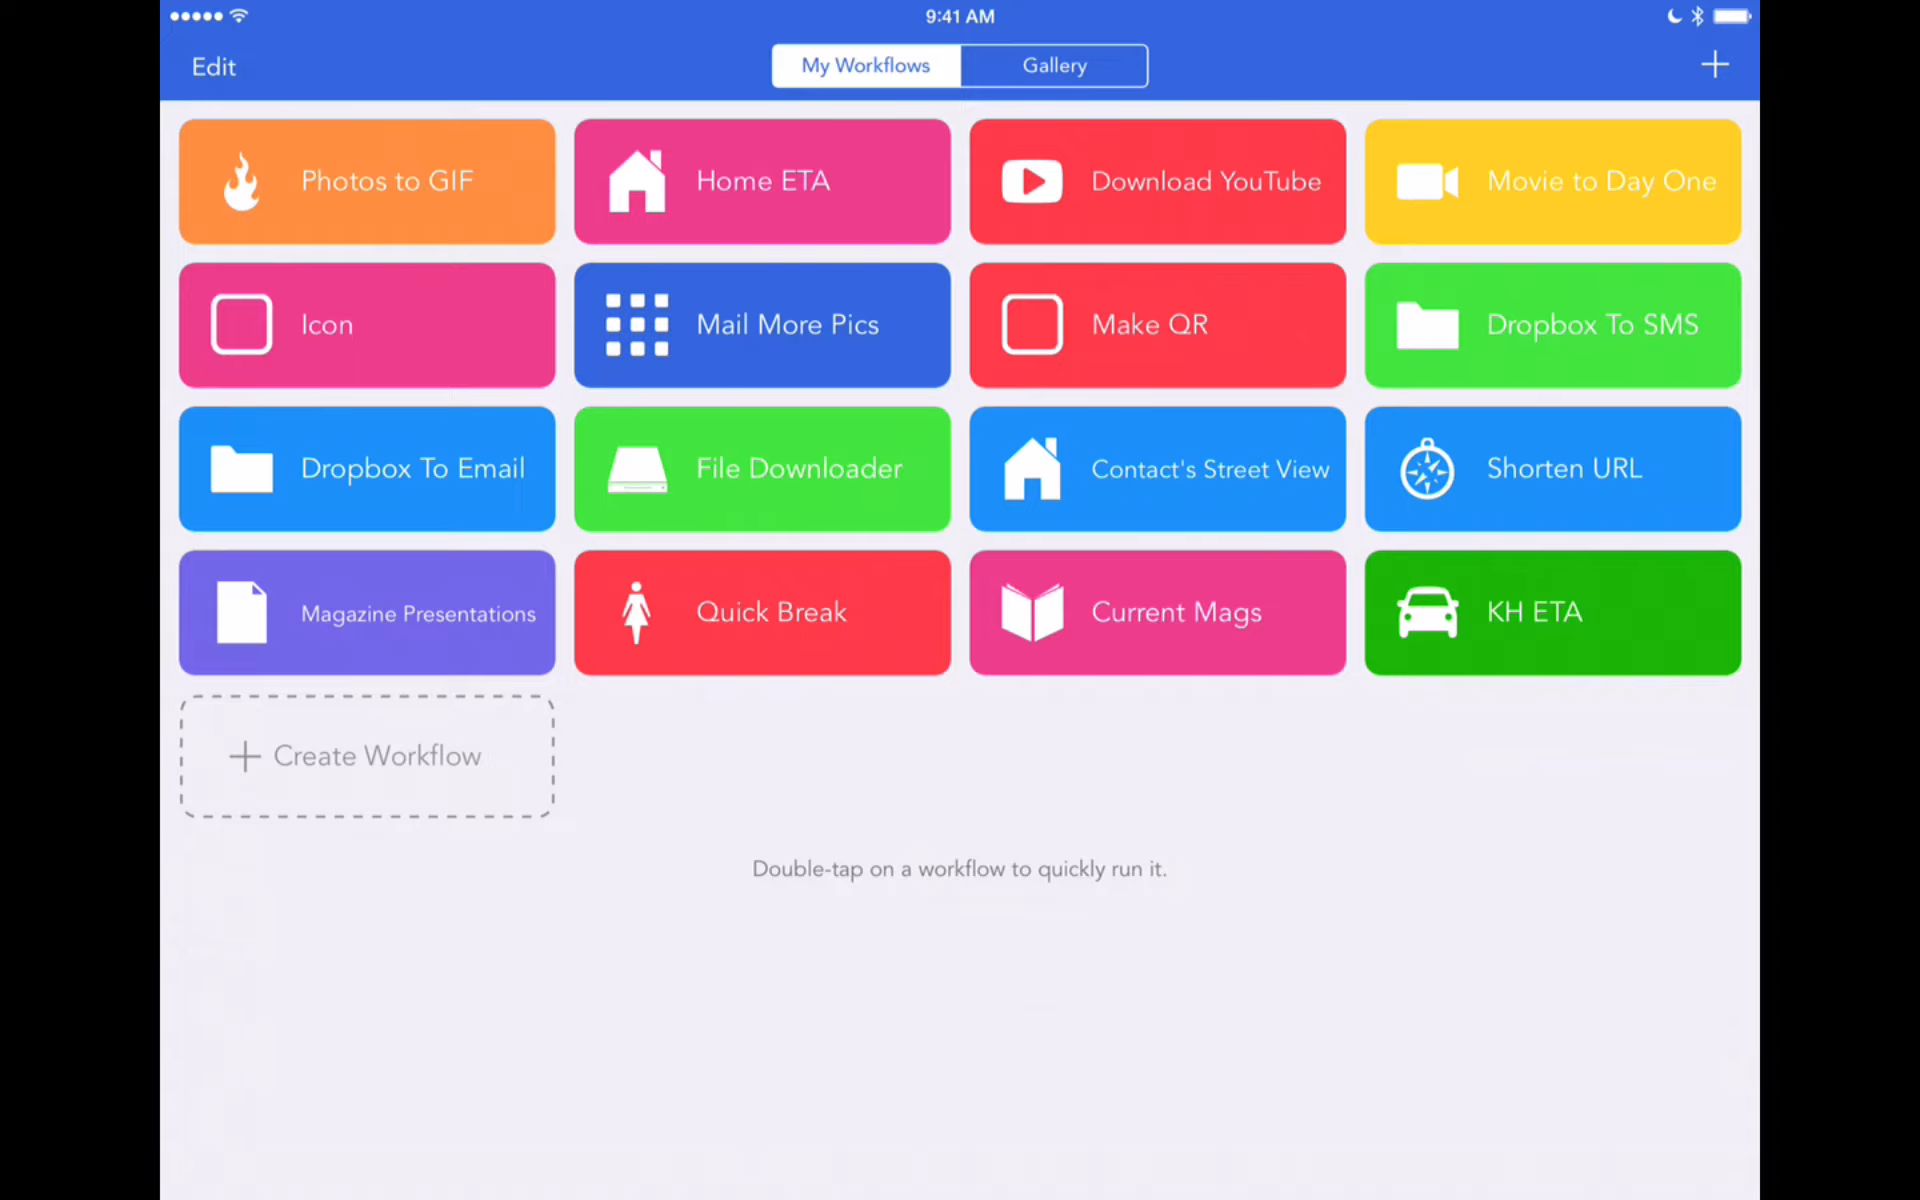 9:41 AM
Edit
My Workflows
Gallery
Photos to GIF
Home ETA
Download YouTube
Movie to Day One
Icon
Mail More Pics
Make QR
Dropbox To SMS
Dropbox To Email
File Downloader
Contact's Street View
Shorten URL
Magazine Presentations
Quick Break
Current Mags
KH ETA
Create Workflow
Double-tap on a workflow to quickly run it.